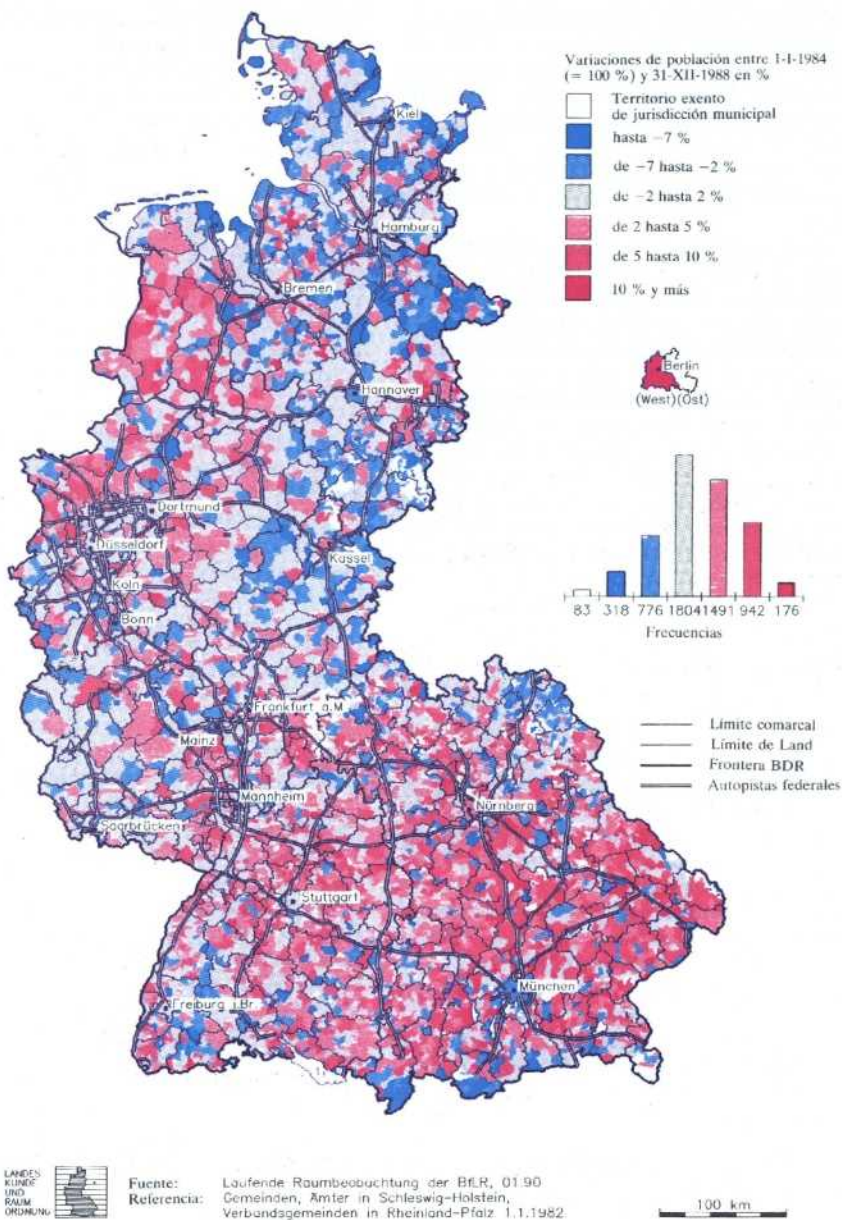 Variaciones de población entre 1-I-1984
(= 100 %) y 31-XII-1988 en %
Territorio exento
de jurisdicción municipal
hasta −7 %
de −7 hasta −2 %
de −2 hasta 2 %
de 2 hasta 5 %
de 5 hasta 10 %
10 % y más
Kiel
Hamburg
Bremen
Berlin
(West)(Ost)
Hannover
Dortmund
Düsseldorf
Kassel
Köln
Bonn
83 318 776 1804 1491 942 176
Frecuencias
Frankfurt a.M.
Mainz
Mannheim
Nürnberg
Saarbrücken
Stuttgart
München
Freiburg i.Br.
Límite comarcal
Límite de Land
Frontera BDR
Autopistas federales
LANDES
KUNDE
UND
RAUM
ORDNUNG
Fuente: Laufende Raumbeobachtung der BfLR, 01.90
Referencia: Gemeinden, Ämter in Schleswig-Holstein,
Verbandsgemeinden in Rheinland-Pfalz 1.1.1982
100 km